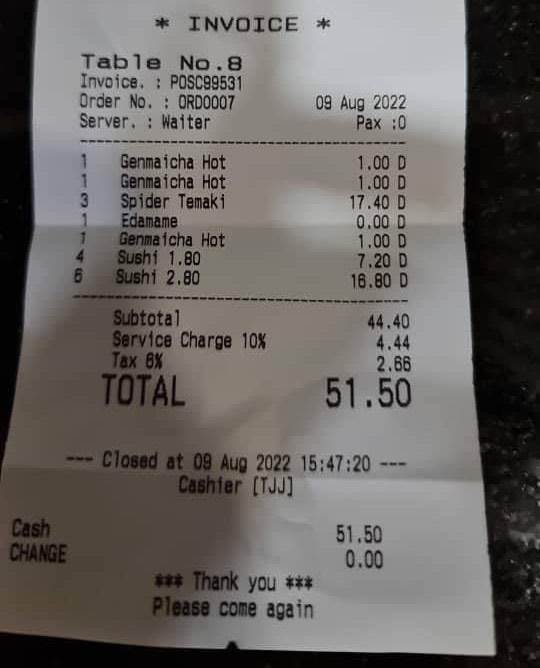 * INVOICE *
Table No.8
Invoice. : POSC99531
Order No. : ORD0007 09 Aug 2022
Server. : Waiter Pax :0
1 Genmaicha Hot 1.00 D
1 Genmaicha Hot 1.00 D
3 Spider Temaki 17.40 D
1 Edamame 0.00 D
1 Genmaicha Hot 1.00 D
4 Sushi 1.80 7.20 D
6 Sushi 2.80 16.80 D
Subtotal 44.40
Service Charge 10% 4.44
Tax 6% 2.66
TOTAL 51.50
--- Closed at 09 Aug 2022 15:47:20 ---
Cashier [TJJ]
Cash 51.50
CHANGE 0.00
*** Thank you ***
Please come again